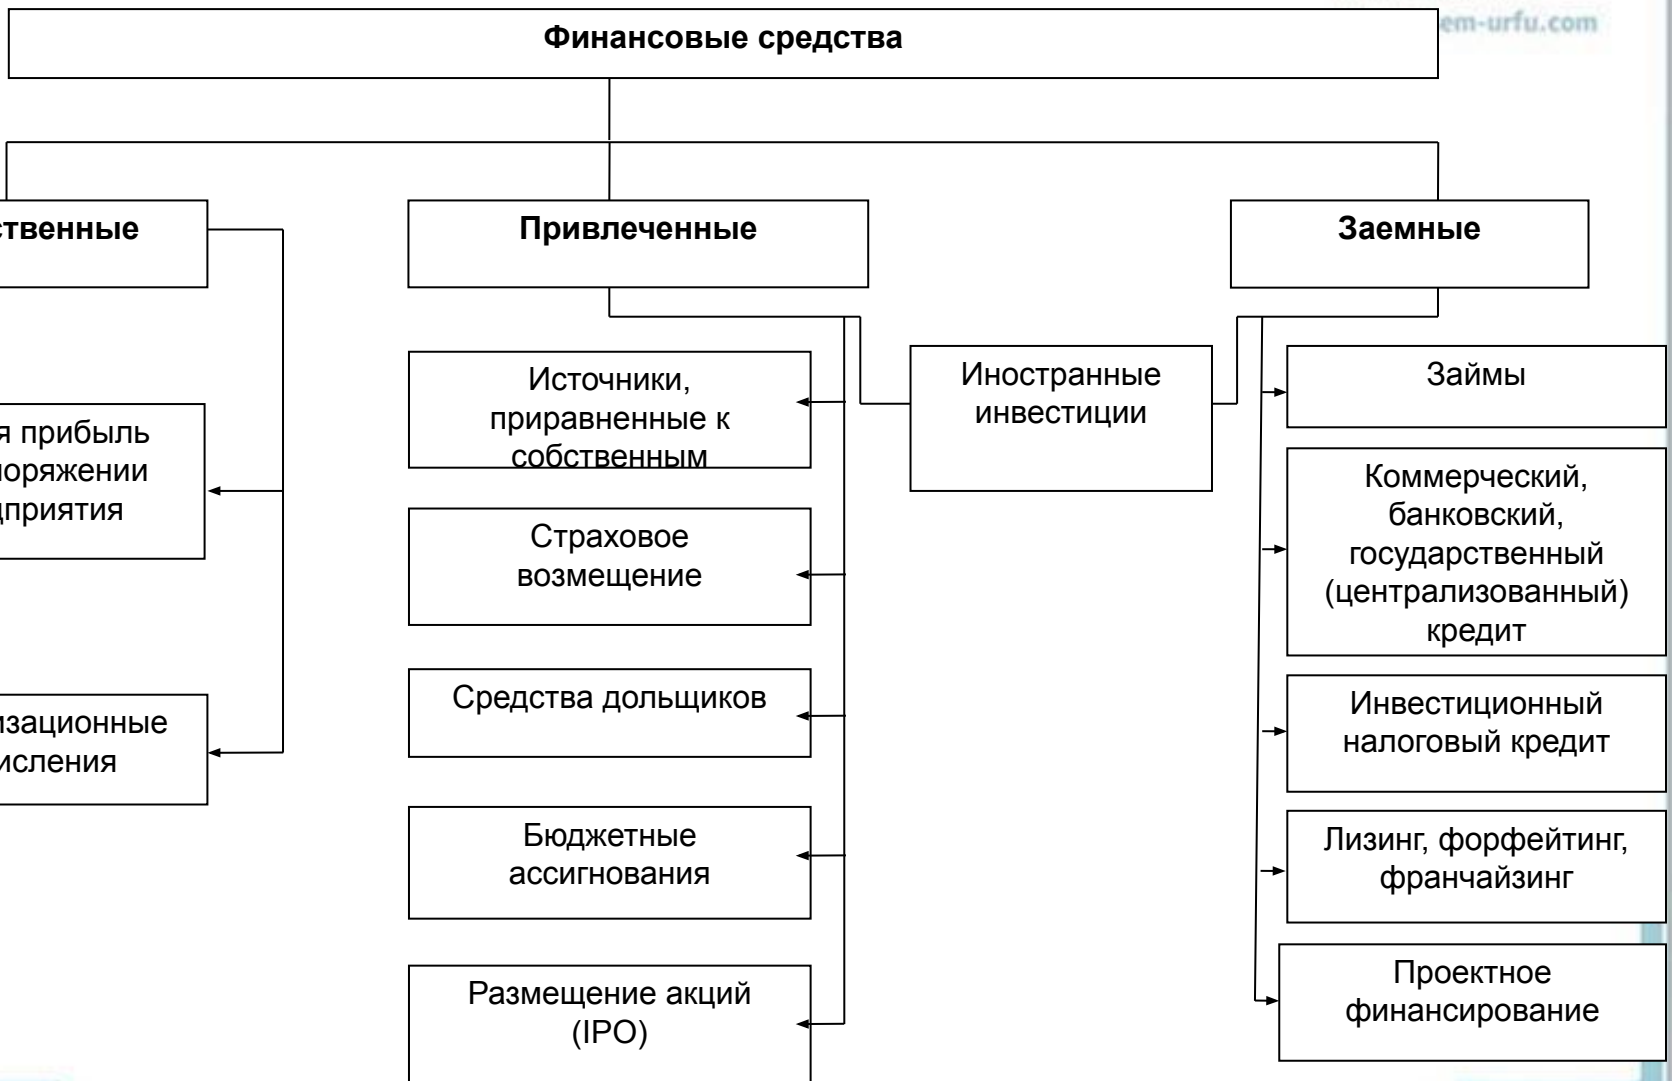 em-urfu.com
Финансовые средства
ственные
Привлеченные
Заемные
я прибыль
поряжении
дприятия
изационные
исления
Источники,
приравненные к
собственным
Страховое
возмещение
Средства дольщиков
Бюджетные
ассигнования
Размещение акций
(IPO)
Иностранные
инвестиции
Займы
Коммерческий,
банковский,
государственный
(централизованный)
кредит
Инвестиционный
налоговый кредит
Лизинг, форфейтинг,
франчайзинг
Проектное
финансирование